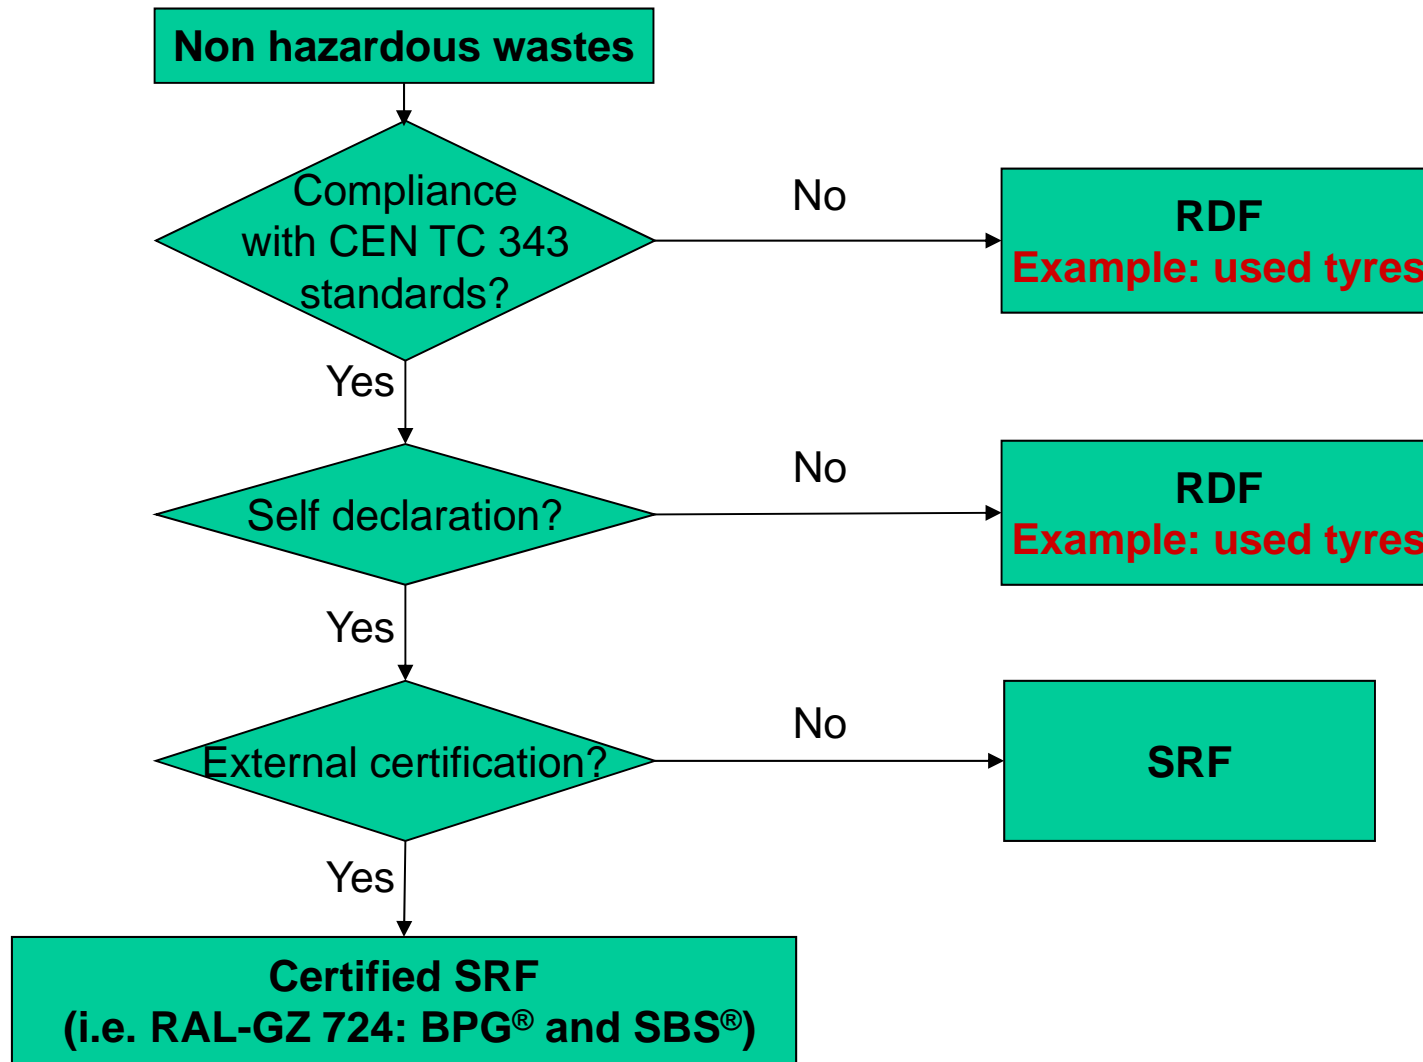 Non hazardous wastes
Compliance
with CEN TC 343
standards?
No
RDF
Example: used tyres
Yes
Self declaration?
No
RDF
Example: used tyres
Yes
External certification?
No
SRF
Yes
Certified SRF
(i.e. RAL-GZ 724: BPG® and SBS®)